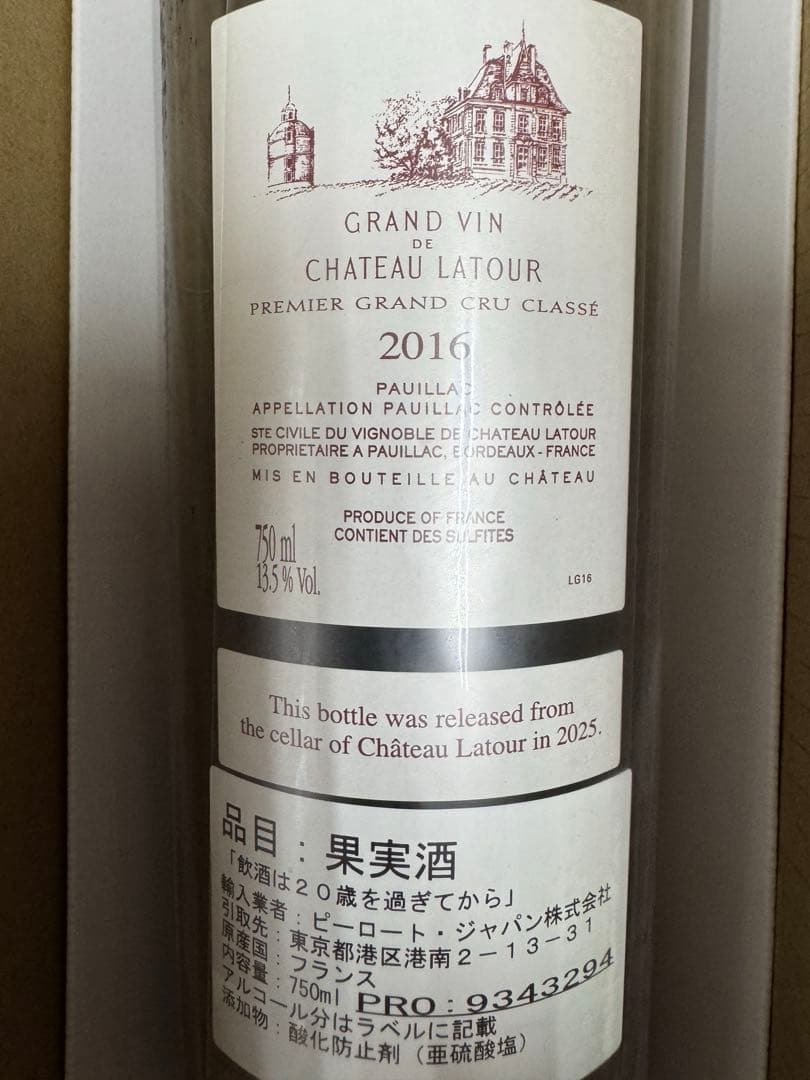 GRAND VIN
DE
CHATEAU LATOUR
PREMIER GRAND CRU CLASSÉ
2016
PAUILLAC
APPELLATION PAUILLAC CONTRÔLÉE
STE CIVILE DU VIGNOBLE DE CHATEAU LATOUR
PROPRIETAIRE A PAUILLAC, BORDEAUX - FRANCE
MIS EN BOUTEILLE AU CHÂTEAU
PRODUCE OF FRANCE
CONTIENT DES SULFITES
750 ml
13.5 % Vol.
LG16
This bottle was released from
the cellar of Château Latour in 2025.
品目：果実酒
「飲酒は20歳を過ぎてから」
輸入業者：ピーロート・ジャパン株式会社
引取先：東京都港区港南2－13－31
原産国：フランス
内容量：750ml PRO：9343294
アルコール分はラベルに記載
添加物：酸化防止剤（亜硫酸塩）